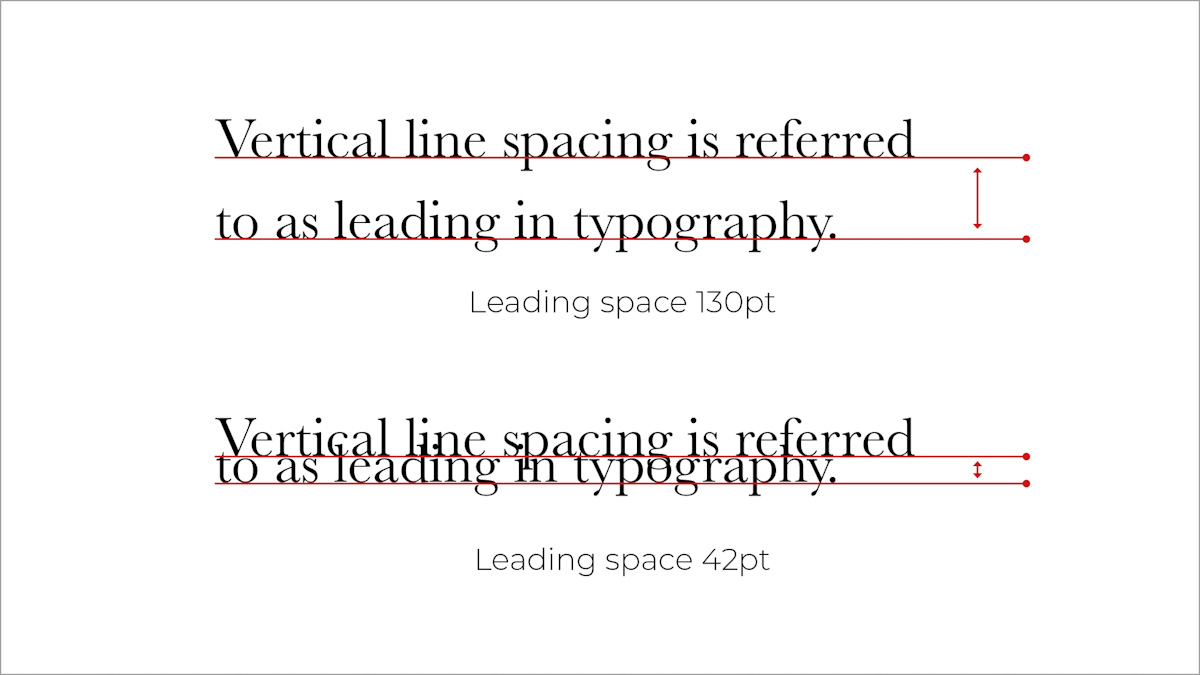 Vertical line spacing is referred
to as leading in typography.
Leading space 130pt
Vertical line spacing is referred
to as leading in typography.
Leading space 42pt